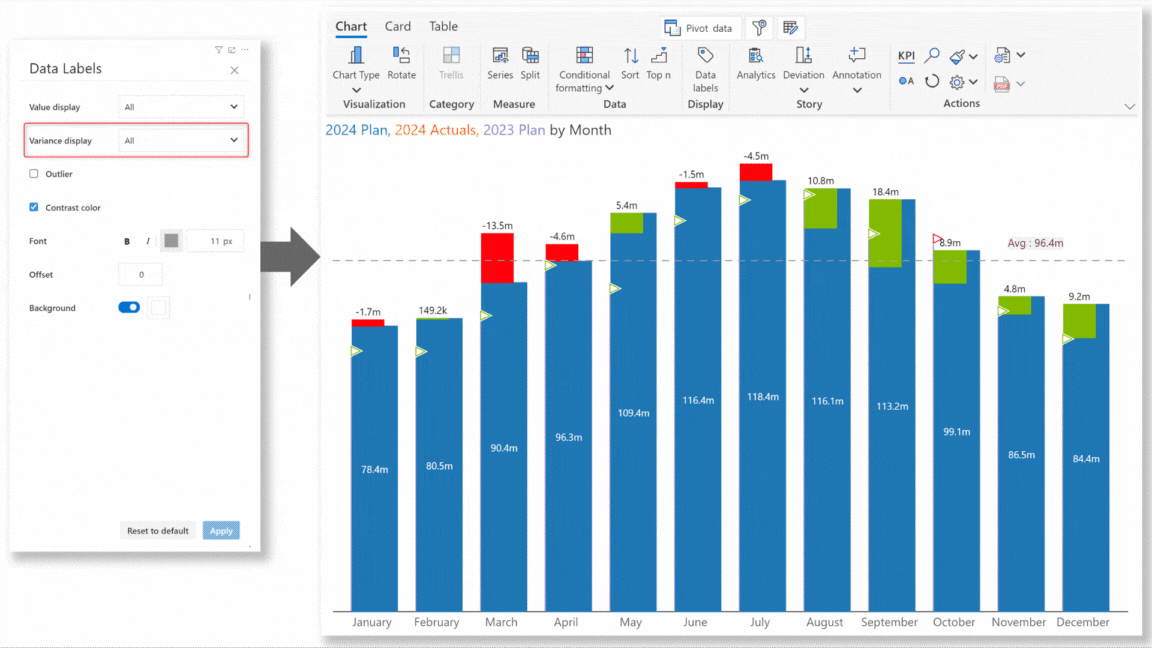 Data Labels
Value display All
Variance display All
Outlier
Contrast color
Font B I 11 px
Offset 0
Background
Reset to default Apply
Chart Card Table Pivot data
Chart Type Rotate Trellis Series Split Conditional formatting Sort Top n Data labels Analytics Deviation Annotation KPI
A PDF
Visualization Category Measure Data Display Story Actions
2024 Plan, 2024 Actuals, 2023 Plan by Month
-1.7m 149.2k -13.5m -4.6m 5.4m -1.5m -4.5m 10.8m 18.4m 8.9m 4.8m 9.2m
Avg : 96.4m
78.4m 80.5m 90.4m 96.3m 109.4m 116.4m 118.4m 116.1m 113.2m 99.1m 86.5m 84.4m
January February March April May June July August September October November December